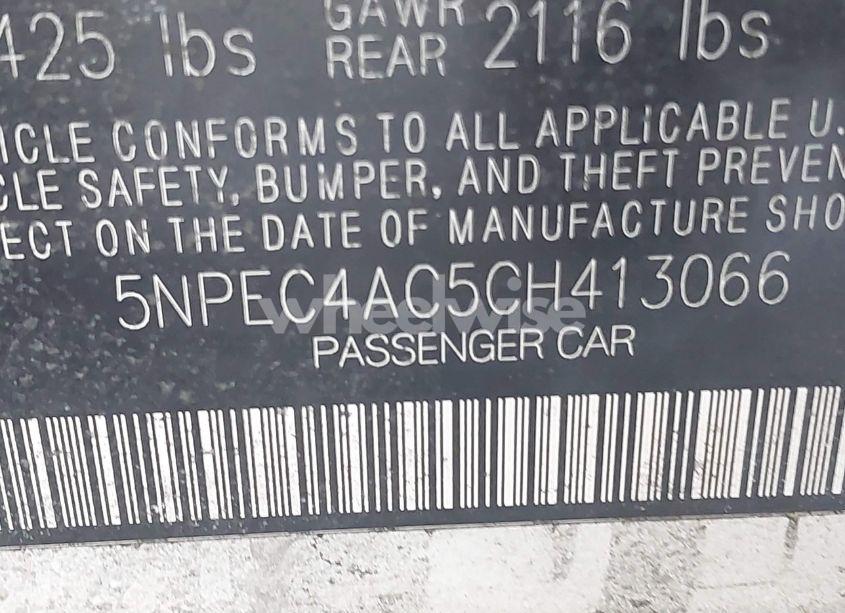 425 lbs GAWR REAR 2116 lbs
ICLE CONFORMS TO ALL APPLICABLE U.
CLE SAFETY, BUMPER, AND THEFT PREVEN
ECT ON THE DATE OF MANUFACTURE SHO
5NPEC4AC5CH413066
wheelwise
PASSENGER CAR